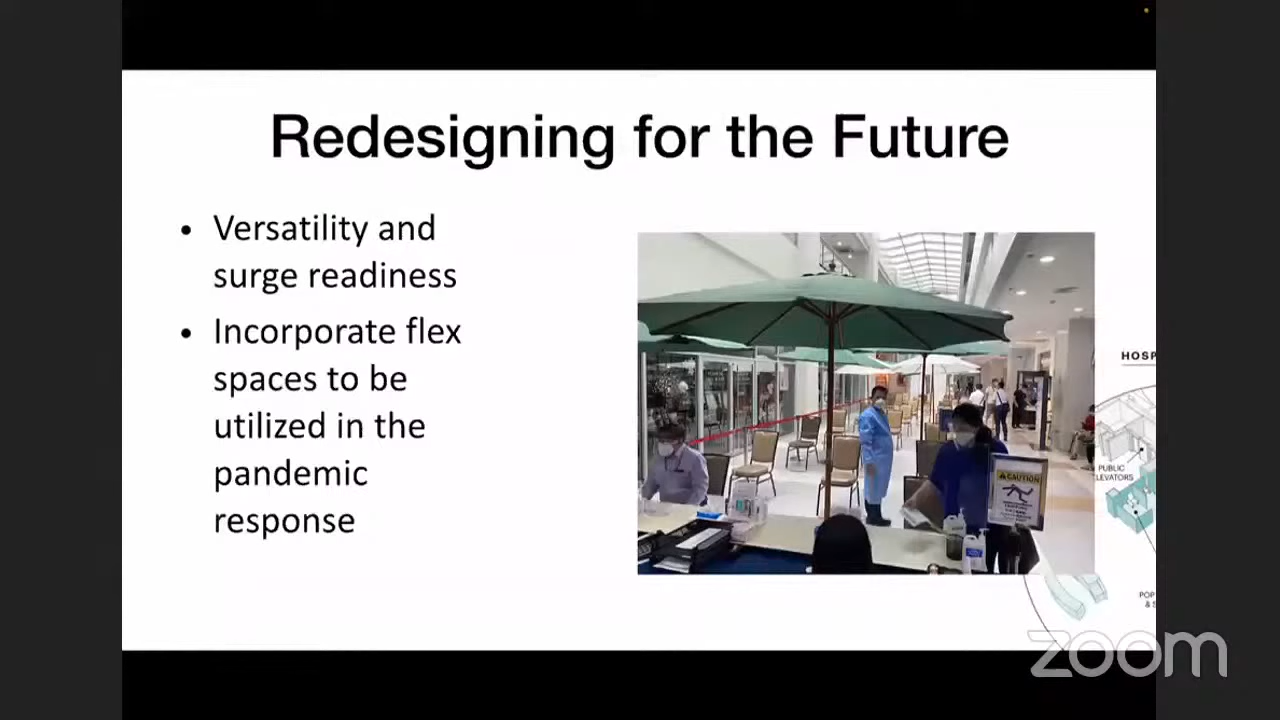 Redesigning for the Future
• Versatility and
surge readiness
• Incorporate flex
spaces to be
utilized in the
pandemic
response
CAUTION
HOSP
PUBLIC
ELEVATORS
POP
& S
zoom